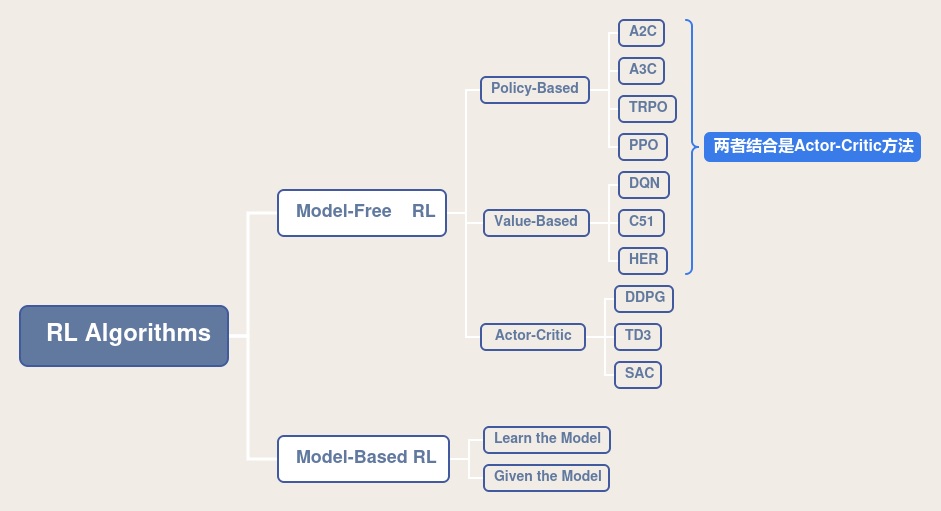 RL Algorithms
Model-Free RL
Policy-Based
A2C
A3C
TRPO
PPO
Value-Based
DQN
C51
HER
两者结合是Actor-Critic方法
Actor-Critic
DDPG
TD3
SAC
Model-Based RL
Learn the Model
Given the Model